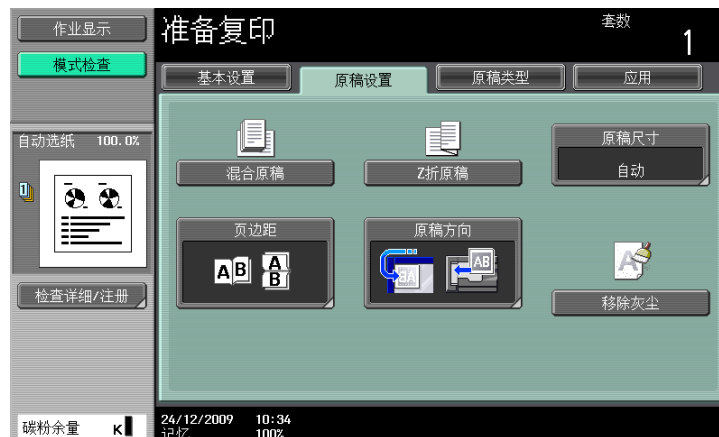 作业显示
准备复印
套数
1
模式检查
基本设置
原稿设置
原稿类型
应用
自动选纸 100.0%
混合原稿
Z折原稿
原稿尺寸
自动
页边距
原稿方向
AB
A
B
AB
AB
A
检查详细/注册
移除灰尘
碳粉余量 K
24/12/2009 10:34
记忆 100%